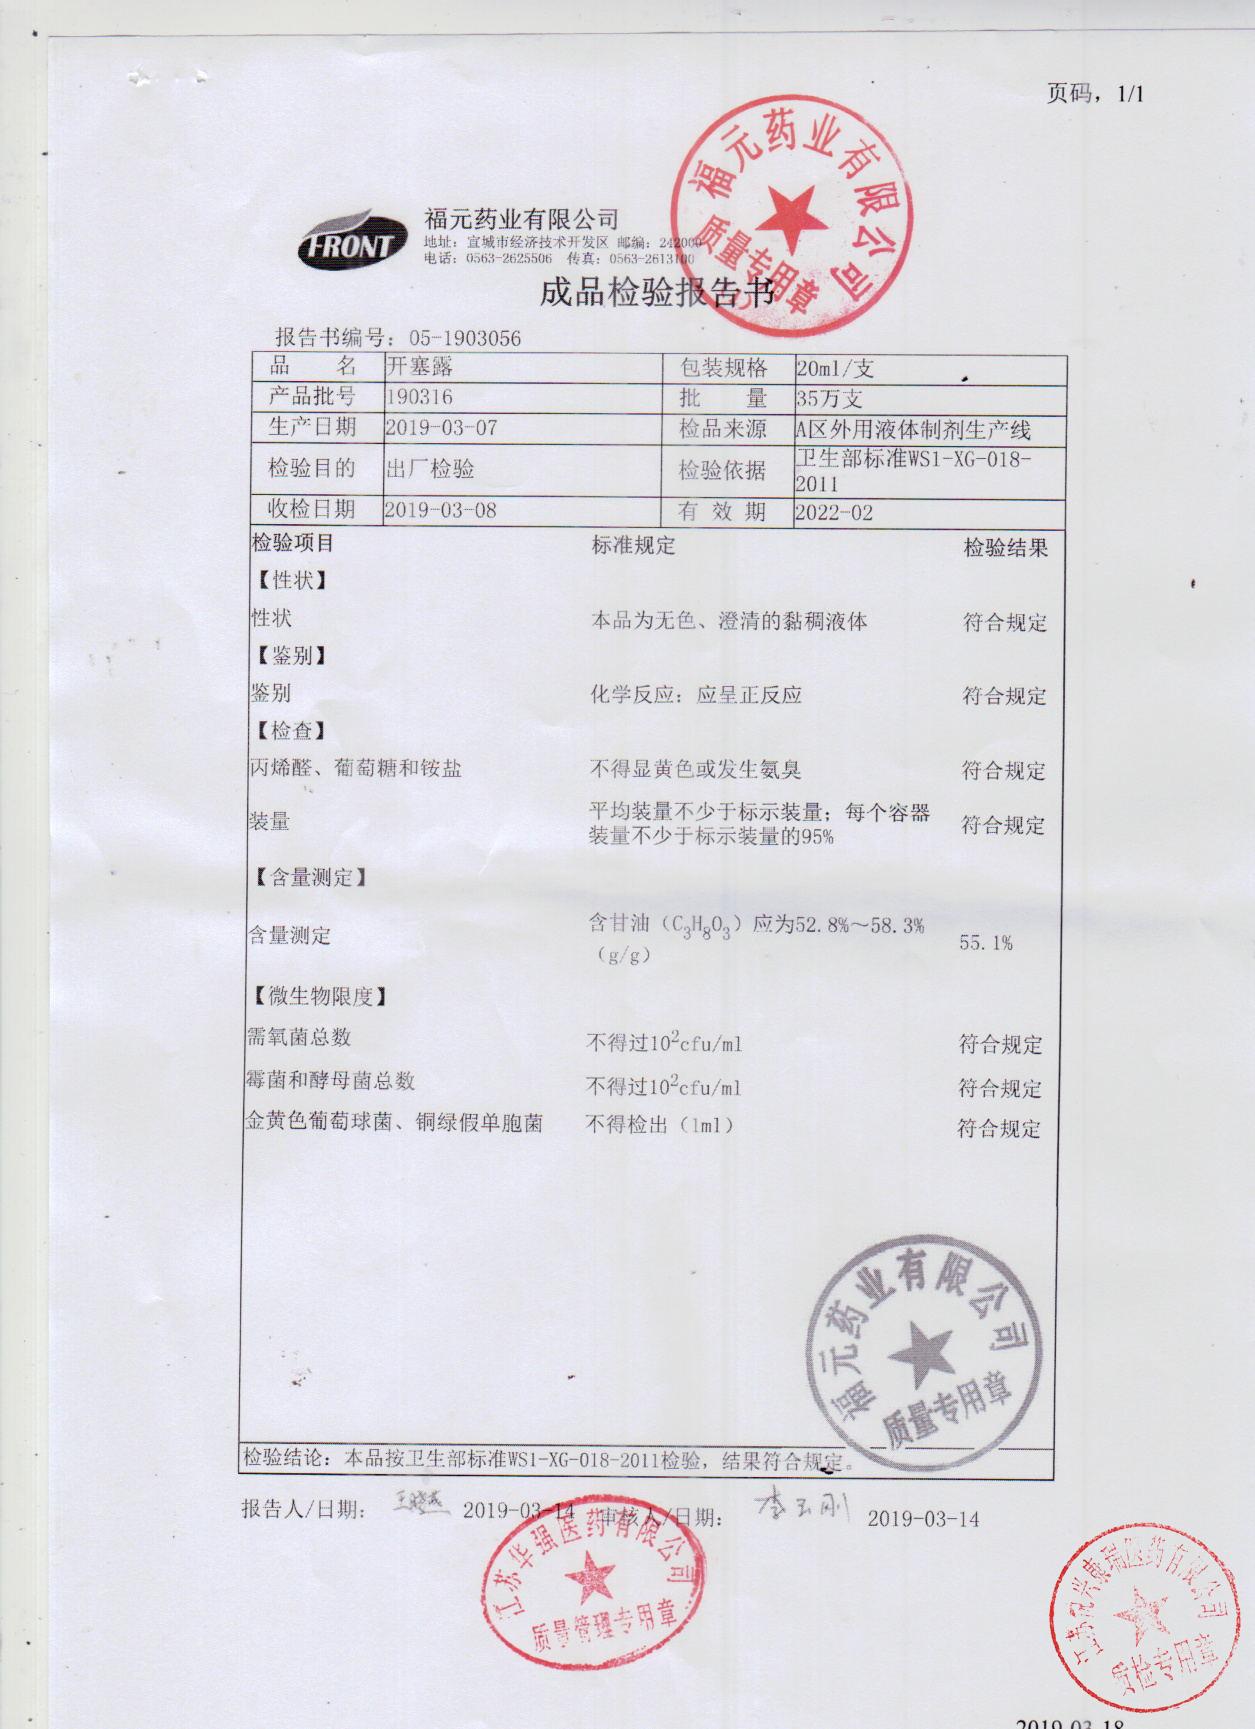 页码，1/1
福元药业有限公司
质量专用章
FRONT
福元药业有限公司
地址：宣城市经济技术开发区 邮编：242000
电话：0563-2625506 传真：0563-2613100
成品检验报告书
报告书编号：05-1903056
品 名 开塞露 包装规格 20ml/支
产品批号 190316 批 量 35万支
生产日期 2019-03-07 检品来源 A区外用液体制剂生产线
检验目的 出厂检验 检验依据 卫生部标准WS1-XG-018-
2011
收检日期 2019-03-08 有 效 期 2022-02
检验项目 标准规定 检验结果
【性状】
性状 本品为无色、澄清的黏稠液体 符合规定
【鉴别】
鉴别 化学反应：应呈正反应 符合规定
【检查】
丙烯醛、葡萄糖和铵盐 不得显黄色或发生氨臭 符合规定
装量 平均装量不少于标示装量；每个容器
装量不少于标示装量的95% 符合规定
【含量测定】
含量测定 含甘油（C₃H₈O₃）应为52.8%～58.3%
（g/g） 55.1%
【微生物限度】
需氧菌总数 不得过10²cfu/ml 符合规定
霉菌和酵母菌总数 不得过10²cfu/ml 符合规定
金黄色葡萄球菌、铜绿假单胞菌 不得检出（1ml） 符合规定
福元药业有限公司
质量专用章
检验结论：本品按卫生部标准WS1-XG-018-2011检验，结果符合规定。
报告人/日期： 2019-03-14 审核人/日期： 李玉刚 2019-03-14
江苏华强医药有限公司
质量管理专用章
质检专用章
2019-03-18